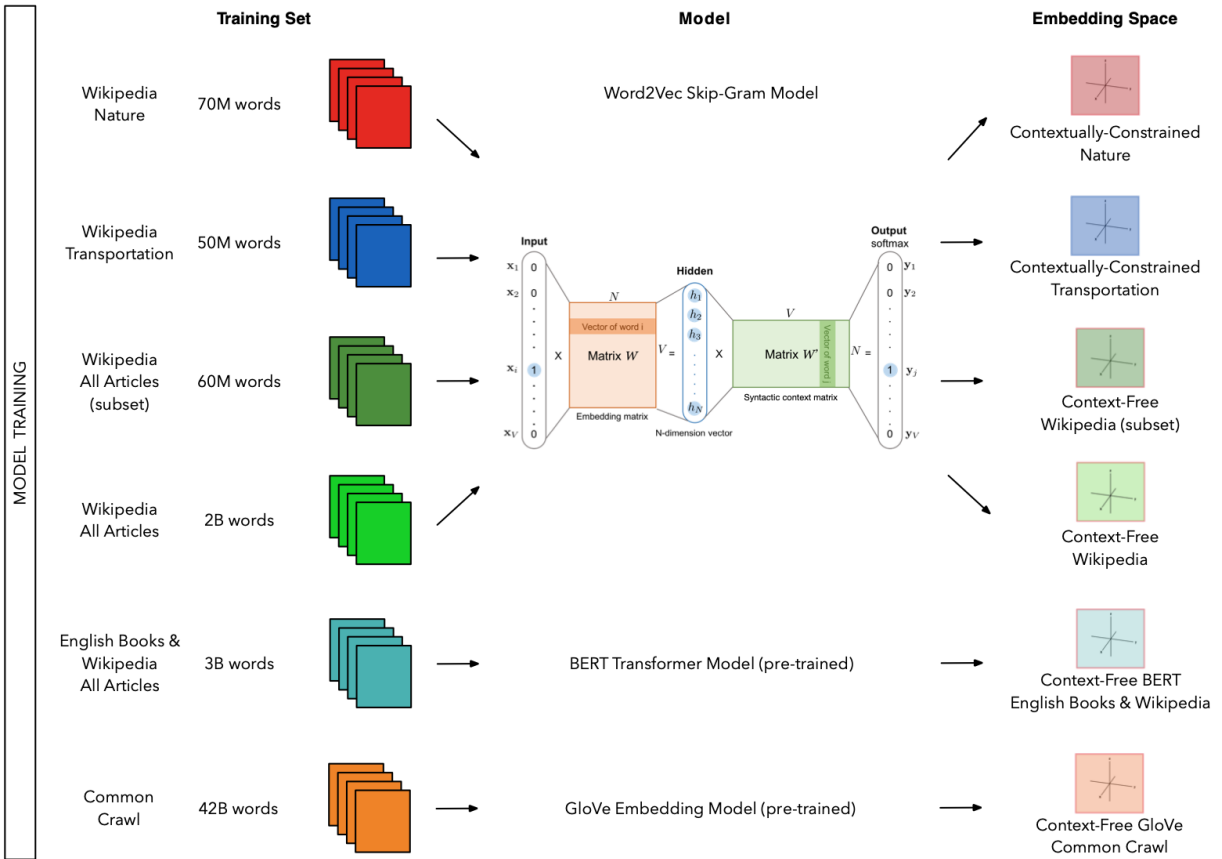 Training Set
Model
Embedding Space
MODEL TRAINING
Wikipedia
Nature
70M words
Word2Vec Skip-Gram Model
Contextually-Constrained
Nature
Wikipedia
Transportation
50M words
Contextually-Constrained
Transportation
Input
x1 0
x2 0
xi 1
xV 0
X
N
Vector of word i
Matrix W
V =
Embedding matrix
Hidden
h1
h2
h3
hN
N-dimension vector
X
V
Matrix W'
Vector of word j
N =
Syntactic context matrix
Output
softmax
0 y1
0 y2
1 yj
0 yV
Wikipedia
All Articles
(subset)
60M words
Context-Free
Wikipedia (subset)
Wikipedia
All Articles
2B words
Context-Free
Wikipedia
English Books &
Wikipedia
All Articles
3B words
BERT Transformer Model (pre-trained)
Context-Free BERT
English Books & Wikipedia
Common
Crawl
42B words
GloVe Embedding Model (pre-trained)
Context-Free GloVe
Common Crawl